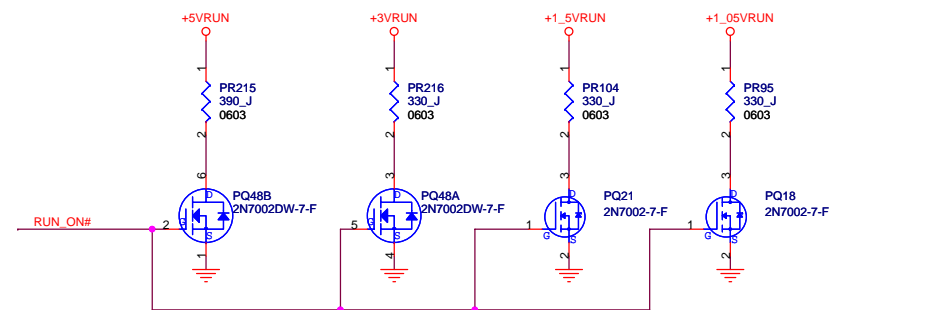 +5VRUN
+3VRUN
+1_5VRUN
+1_05VRUN
1
1
1
1
PR215
390_J
0603
PR216
330_J
0603
PR104
330_J
0603
PR95
330_J
0603
2
2
2
2
6
3
3
3
D
D
D
D
PQ48B
2N7002DW-7-F
PQ48A
2N7002DW-7-F
PQ21
2N7002-7-F
PQ18
2N7002-7-F
RUN_ON#
2
G
5
G
1
G
1
G
S
S
S
S
1
4
2
2